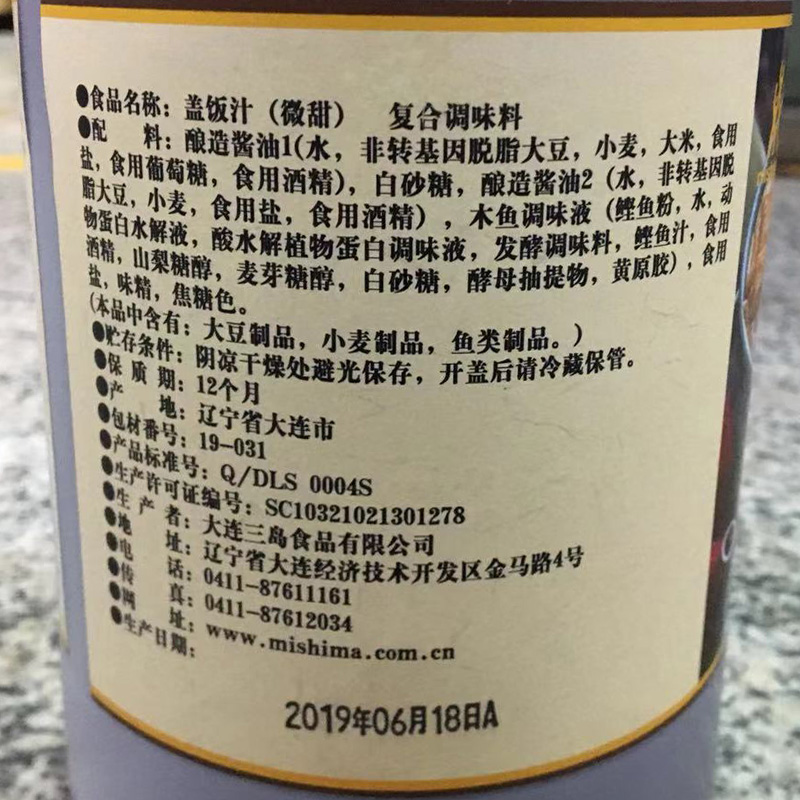 ●食品名称：盖饭汁（微甜） 复合调味料
●配 料：酿造酱油1(水，非转基因脱脂大豆，小麦，大米，食用
盐，食用葡萄糖，食用酒精)，白砂糖，酿造酱油2（水，非转基因脱
脂大豆，小麦，食用盐，食用酒精），木鱼调味液（鲣鱼粉，水，动
物蛋白水解液，酸水解植物蛋白调味液，发酵调味料，鲣鱼汁，食用
酒精，山梨糖醇，麦芽糖醇，白砂糖，酵母抽提物，黄原胶），食用
盐，味精，焦糖色。
(本品中含有：大豆制品，小麦制品，鱼类制品。)
●贮存条件：阴凉干燥处避光保存，开盖后请冷藏保管。
●保 质 期：12个月
●产 地：辽宁省大连市
●包材番号：19-031
●产品标准号：Q/DLS 0004S
●生产许可证编号：SC10321021301278
●生 产 者：大连三岛食品有限公司
●地 址：辽宁省大连经济技术开发区金马路4号
●电 话：0411-87611161
●传 真：0411-87612034
●网 址：www.mishima.com.cn
●生产日期：
2019年06月18日A